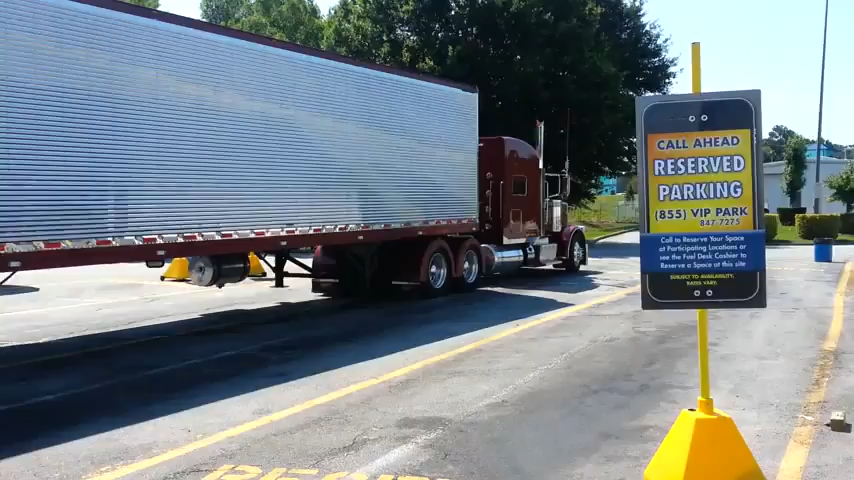 CALL AHEAD
RESERVED
PARKING
(855) VIP PARK
847-7275
Call to Reserve Your Space
at Participating Locations or
see the Fuel Desk Cashier to
Reserve a Space at this site
SUBJECT TO AVAILABILITY.
RATES VARY.